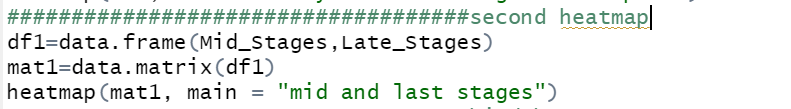 ####################################second heatmap
df1=data.frame(Mid_Stages,Late_Stages)
mat1=data.matrix(df1)
heatmap(mat1, main = "mid and last stages")